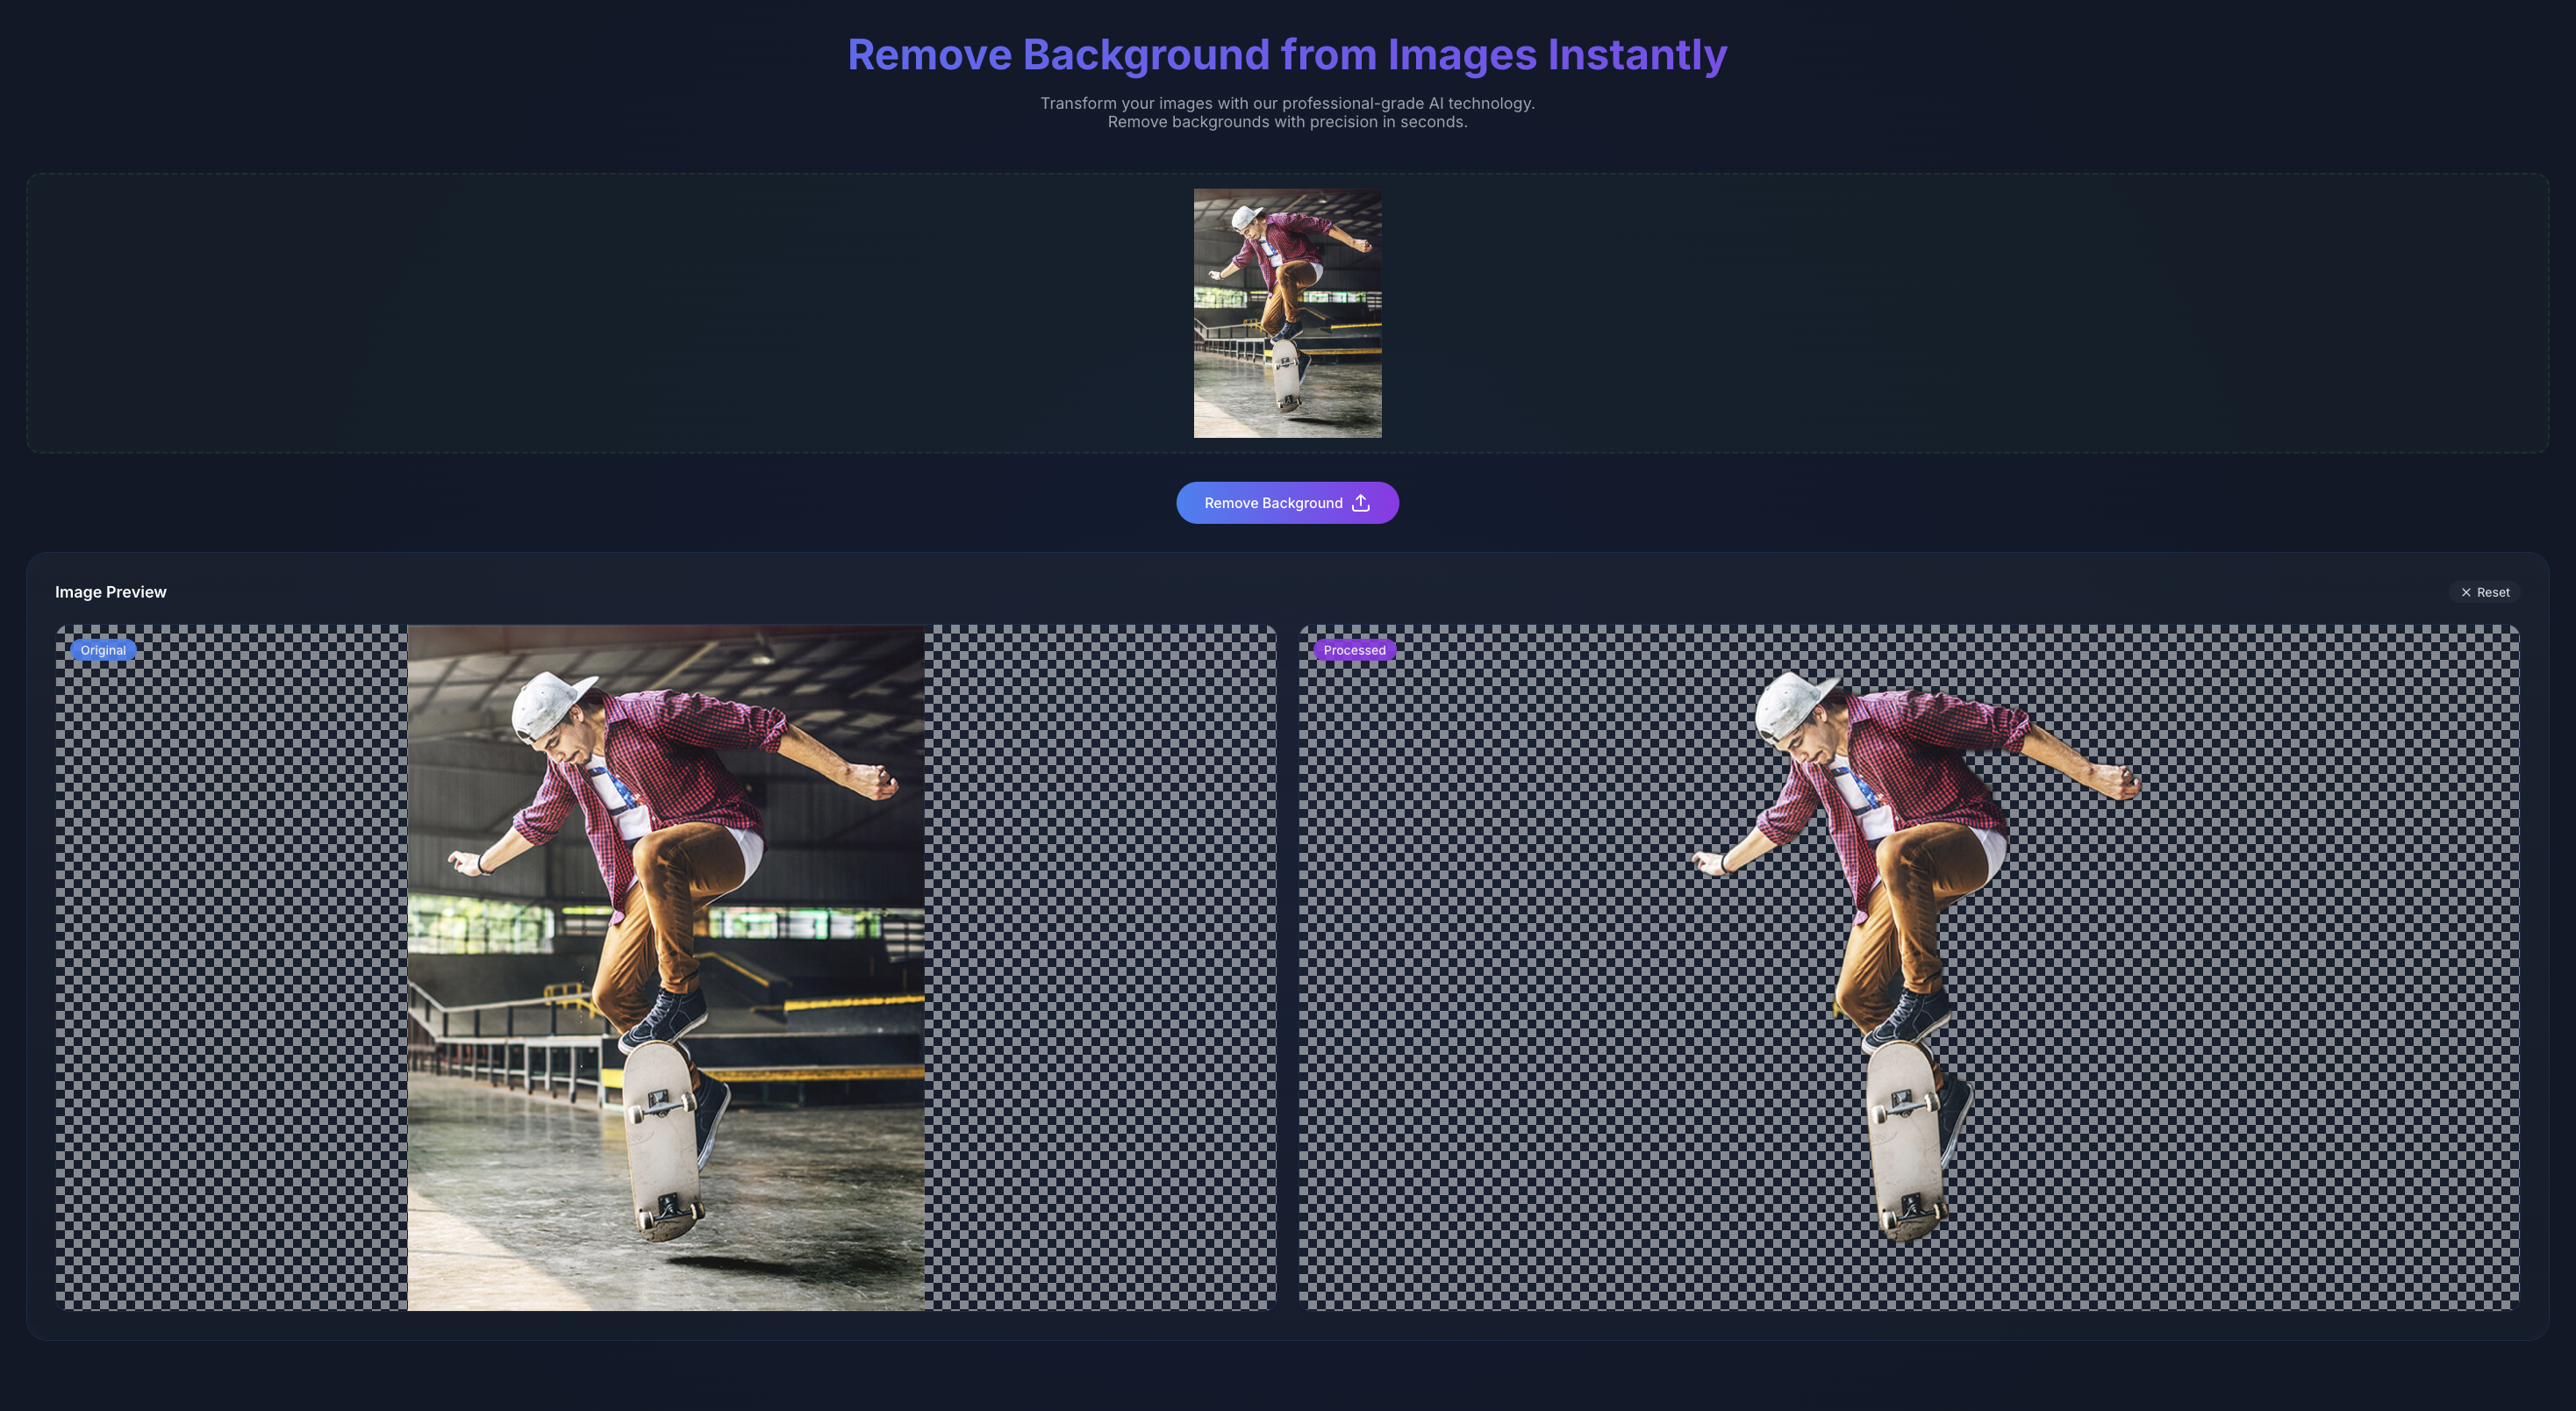 Remove Background from Images Instantly
Transform your images with our professional-grade AI technology.
Remove backgrounds with precision in seconds.
Remove Background
Image Preview
Reset
Original
Processed